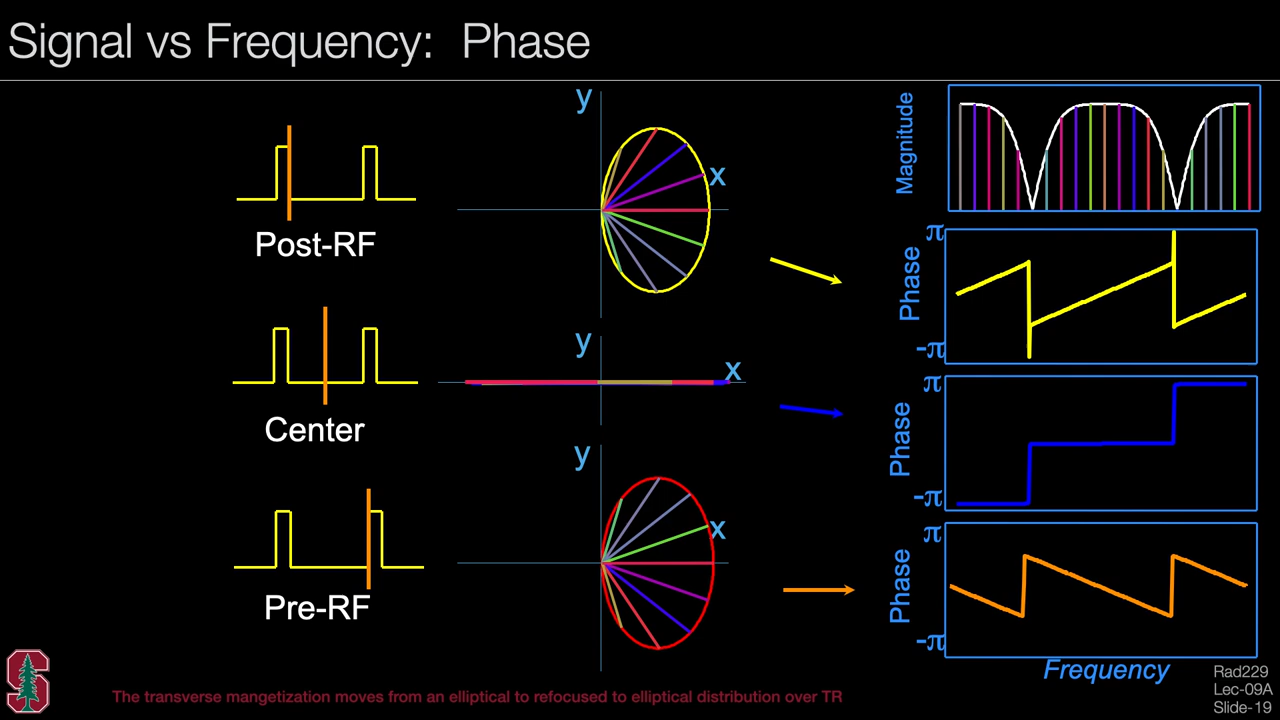 Signal vs Frequency:  Phase
y
x
Post-RF
Magnitude
π
Phase
-π
y
x
Center
π
Phase
-π
y
x
Pre-RF
π
Phase
-π
Frequency
The transverse mangetization moves from an elliptical to refocused to elliptical distribution over TR
Rad229
Lec-09A
Slide-19